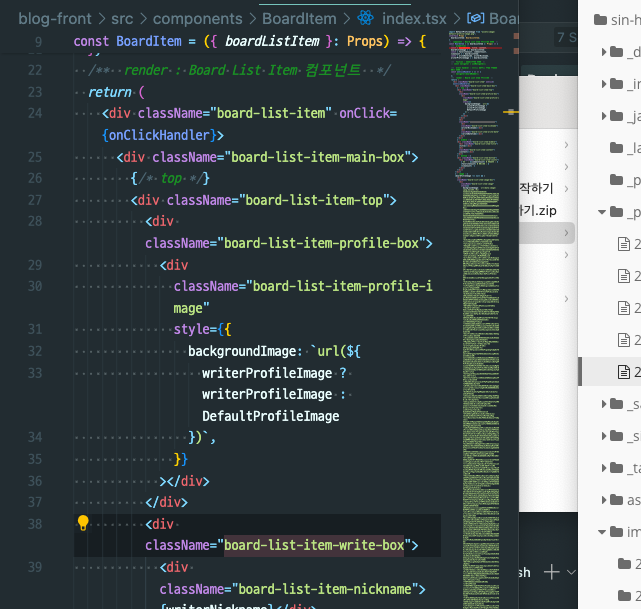 blog-front > src > components > BoardItem > index.tsx > Boar
9 const BoardItem = ({ boardListItem }: Props) => {
22 /** render : Board List Item 컴포넌트 */
23 return (
24 <div className="board-list-item" onClick=
{onClickHandler}>
25 <div className="board-list-item-main-box">
26 {/* top */}
27 <div className="board-list-item-top">
28 <div
className="board-list-item-profile-box">
29 <div
30 className="board-list-item-profile-i
mage"
31 style={{
32 backgroundImage: `url(${
33 writerProfileImage ?
writerProfileImage :
DefaultProfileImage
34 })`,
35 }}
36 ></div>
37 </div>
38 <div
className="board-list-item-write-box">
39 <div
className="board-list-item-nickname">
7 S
작하기
하기.zip
sh
sin-h
_d
_in
_ja
_la
_p
_p
2
2
2
2
2
_sa
_si
_ta
as
im
2
2